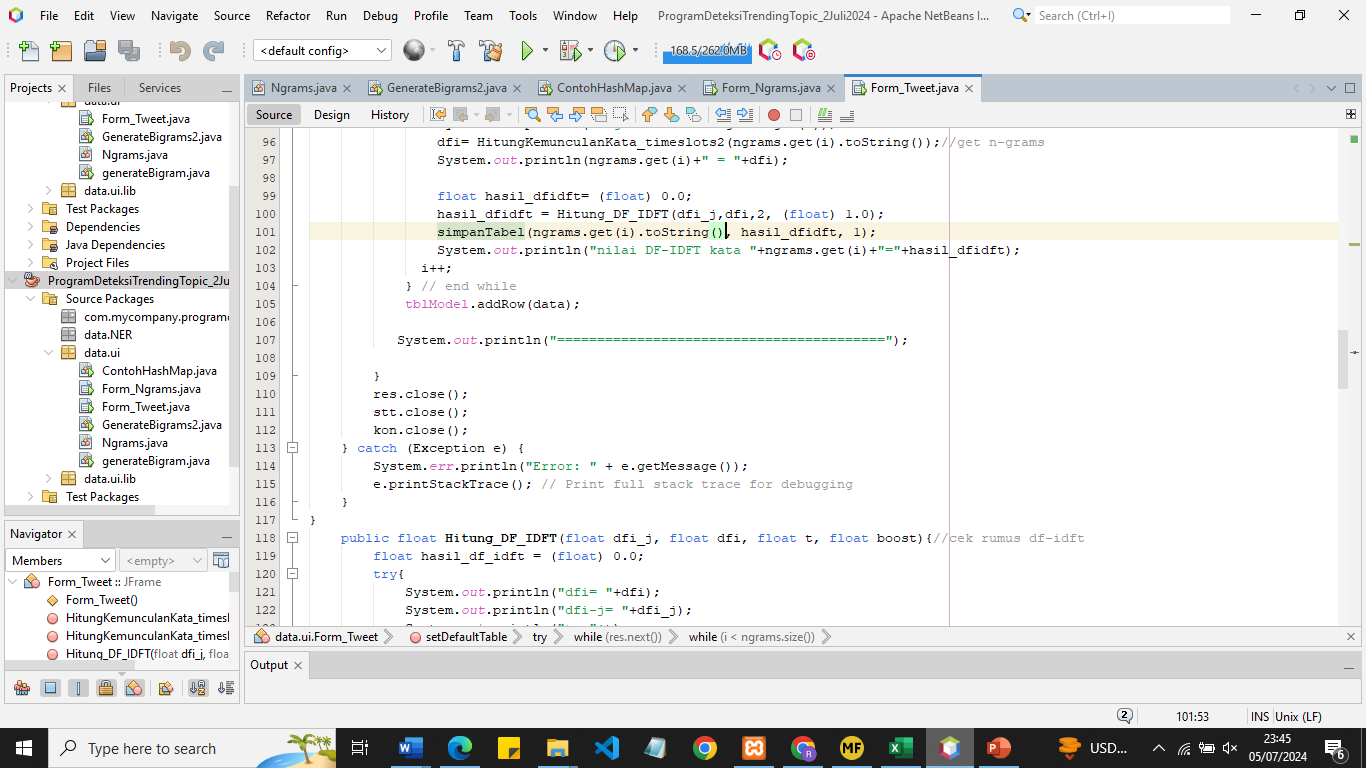 File Edit View Navigate Source Refactor Run Debug Profile Team Tools Window Help ProgramDeteksiTrendingTopic_2Juli2024 - Apache NetBeans I... Search (Ctrl+I)
<default config> 168.5/262.0MB
Projects Files Services
Form_Tweet.java
GenerateBigrams2.java
Ngrams.java
generateBigram.java
data.ui.lib
Test Packages
Dependencies
Java Dependencies
Project Files
ProgramDeteksiTrendingTopic_2Ju
Source Packages
com.mycompany.program
data.NER
data.ui
ContohHashMap.java
Form_Ngrams.java
Form_Tweet.java
GenerateBigrams2.java
Ngrams.java
generateBigram.java
data.ui.lib
Test Packages
Navigator
Members <empty>
Form_Tweet :: JFrame
Form_Tweet()
HitungKemunculanKata_timesl
HitungKemunculanKata_timesl
Hitung_DF_IDFT(float dfi_j, floa
Ngrams.java GenerateBigrams2.java ContohHashMap.java Form_Ngrams.java Form_Tweet.java
Source Design History
96 dfi= HitungKemunculanKata_timeslots2(ngrams.get(i).toString());//get n-grams
97 System.out.println(ngrams.get(i)+" = "+dfi);
98
99 float hasil_dfidft= (float) 0.0;
100 hasil_dfidft = Hitung_DF_IDFT(dfi_j,dfi,2, (float) 1.0);
101 simpanTabel(ngrams.get(i).toString(), hasil_dfidft, 1);
102 System.out.println("nilai DF-IDFT kata "+ngrams.get(i)+"="+hasil_dfidft);
103 i++;
104 } // end while
105 tblModel.addRow(data);
106
107 System.out.println("=========================================");
108
109 }
110 res.close();
111 stt.close();
112 kon.close();
113 } catch (Exception e) {
114 System.err.println("Error: " + e.getMessage());
115 e.printStackTrace(); // Print full stack trace for debugging
116 }
117 }
118 public float Hitung_DF_IDFT(float dfi_j, float dfi, float t, float boost){//cek rumus df-idft
119 float hasil_df_idft = (float) 0.0;
120 try{
121 System.out.println("dfi= "+dfi);
122 System.out.println("dfi-j= "+dfi_j);
data.ui.Form_Tweet setDefaultTable try while (res.next()) while (i < ngrams.size())
Output
2 101:53 INS Unix (LF)
Type here to search USD... 23:45
05/07/2024 6